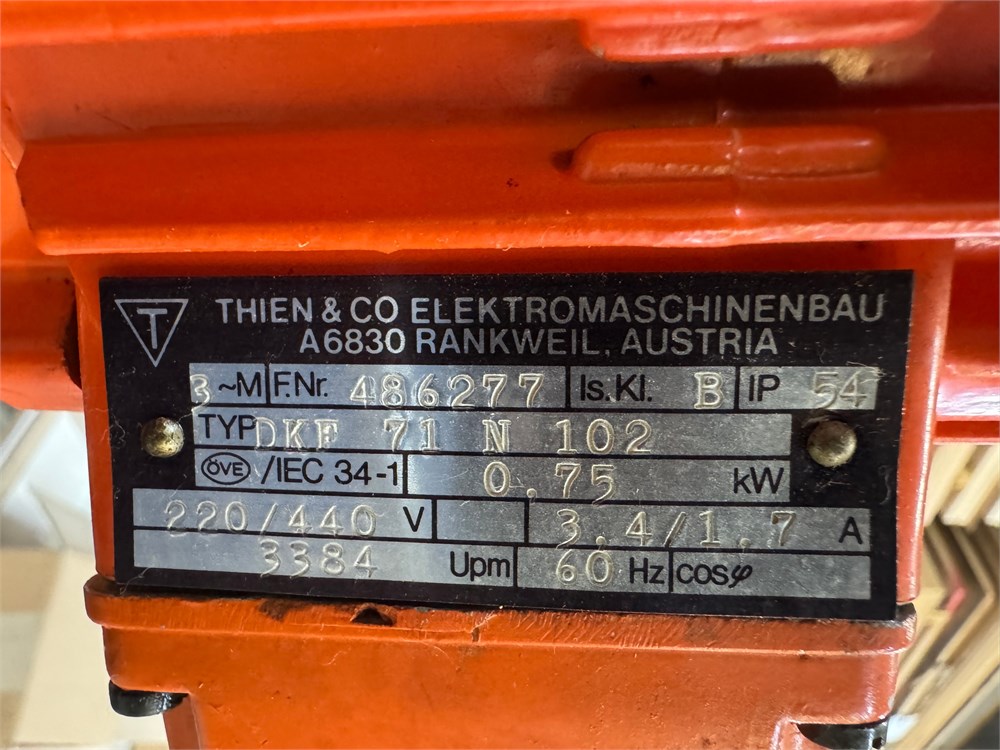 T THIEN & CO ELEKTROMASCHINENBAU
A6830 RANKWEIL, AUSTRIA
3 ~M F.Nr. 486277 Is.Kl. B IP 54
TYP DKF 71 N 102
ÖVE /IEC 34-1 0.75 kW
220/440 V 3.4/1.7 A
3384 Upm 60 Hz cosφ